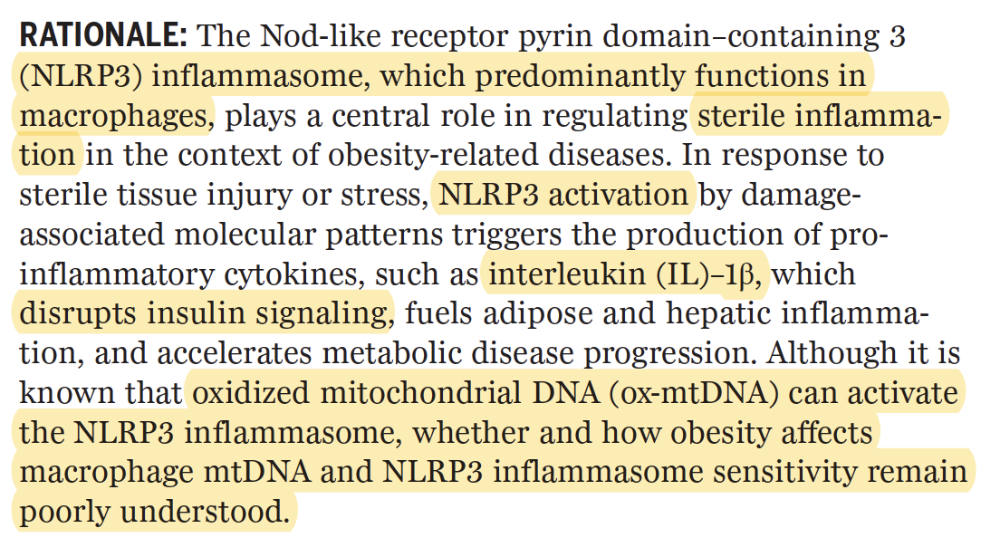 RATIONALE: The Nod-like receptor pyrin domain–containing 3
(NLRP3) inflammasome, which predominantly functions in
macrophages, plays a central role in regulating sterile inflamma-
tion in the context of obesity-related diseases. In response to
sterile tissue injury or stress, NLRP3 activation by damage-
associated molecular patterns triggers the production of pro-
inflammatory cytokines, such as interleukin (IL)–1β, which
disrupts insulin signaling, fuels adipose and hepatic inflamma-
tion, and accelerates metabolic disease progression. Although it is
known that oxidized mitochondrial DNA (ox-mtDNA) can activate
the NLRP3 inflammasome, whether and how obesity affects
macrophage mtDNA and NLRP3 inflammasome sensitivity remain
poorly understood.